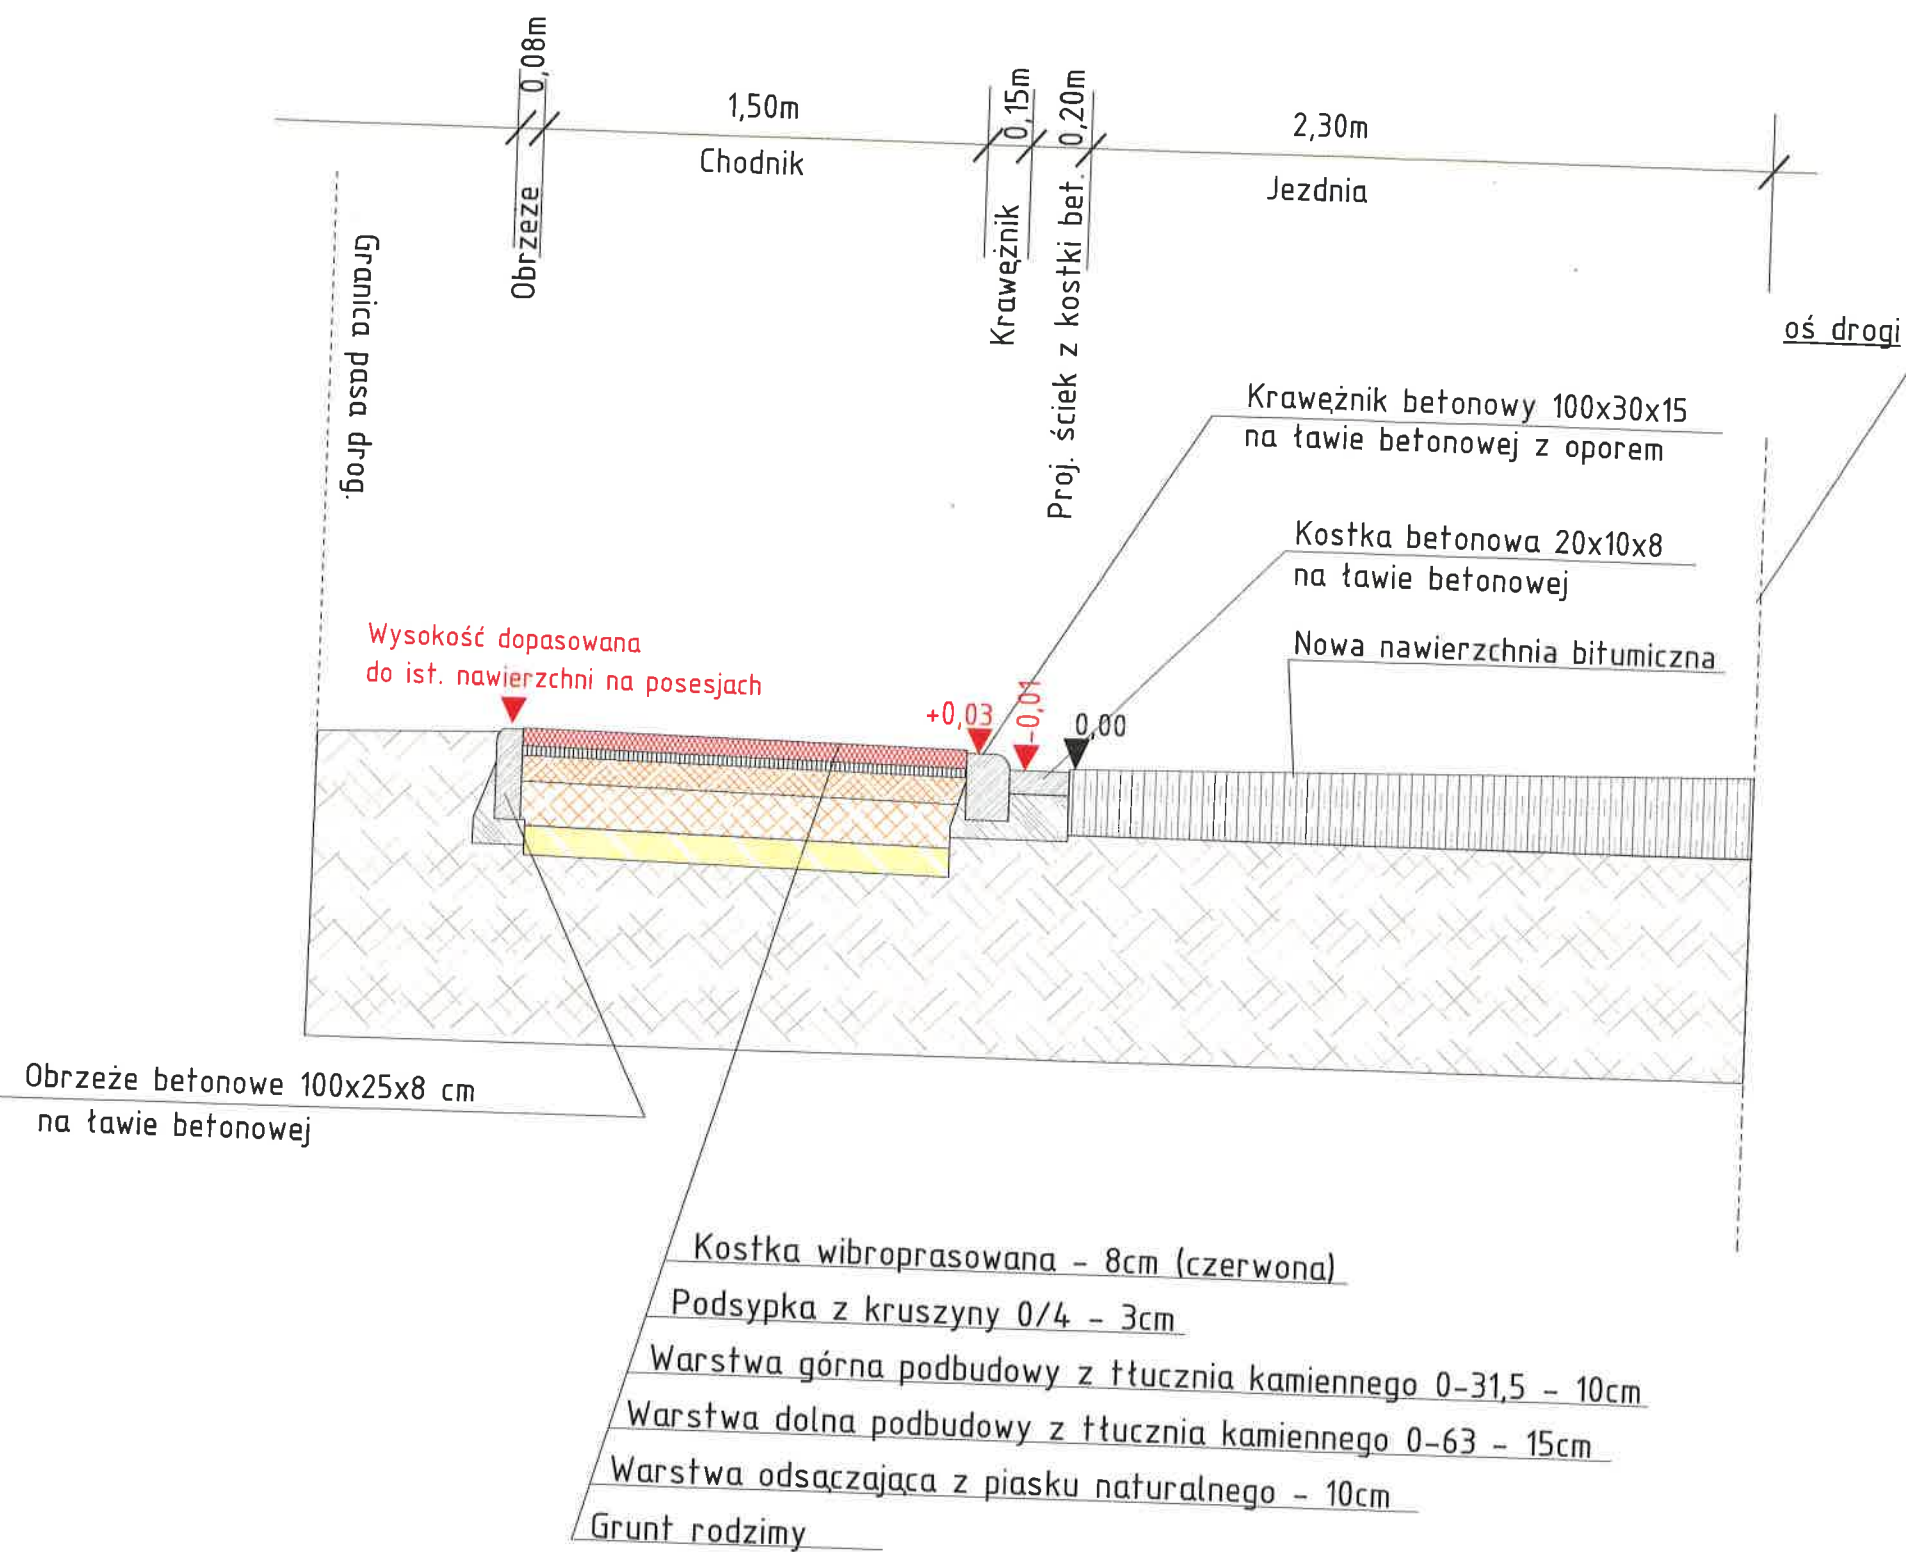 0,08m
1,50m
0,15m
0,20m
2,30m
Obrzeze
Chodnik
Krawężnik
Proj. ściek z kostki bet.
Jezdnia
Granica pasa drog.
oś drogi
Krawężnik betonowy 100x30x15
na ławie betonowej z oporem
Kostka betonowa 20x10x8
na ławie betonowej
Nowa nawierzchnia bitumiczna
Wysokość dopasowana
do ist. nawierzchni na posesjach
+0,03
-0,01
0,00
Obrzeże betonowe 100x25x8 cm
na ławie betonowej
Kostka wibroprasowana - 8cm (czerwona)
Podsypka z kruszyny 0/4 - 3cm
Warstwa górna podbudowy z tłucznia kamiennego 0-31,5 - 10cm
Warstwa dolna podbudowy z tłucznia kamiennego 0-63 - 15cm
Warstwa odsączająca z piasku naturalnego - 10cm
Grunt rodzimy